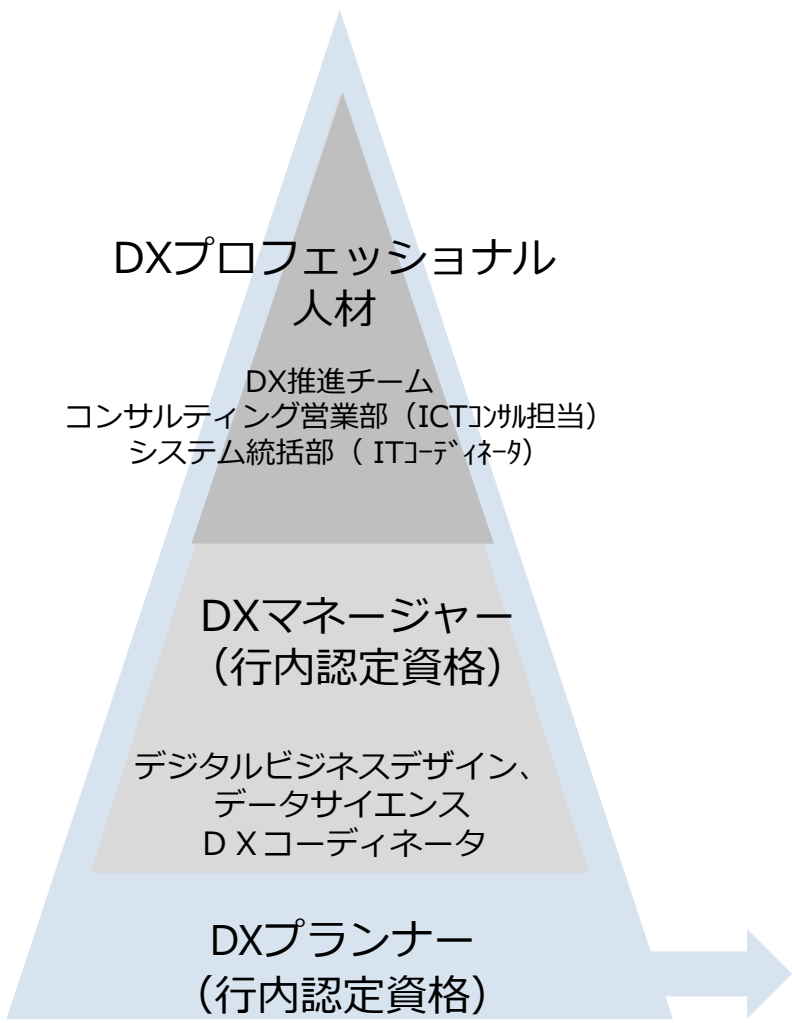 DXプロフェッショナル
人材
DX推進チーム
コンサルティング営業部（ICTｺﾝｻﾙ担当）
システム統括部（ ITｺｰﾃﾞｨﾈｰﾀ）
DXマネージャー
（行内認定資格）
デジタルビジネスデザイン、
データサイエンス
ＤＸコーディネータ
DXプランナー
（行内認定資格）